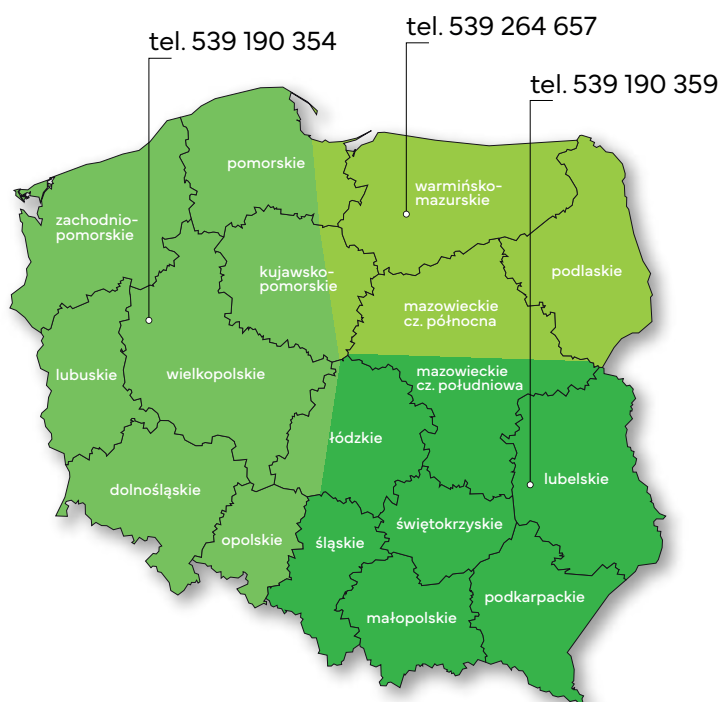 tel. 539 264 657
tel. 539 190 354
tel. 539 190 359
pomorskie
warmińsko-
mazurskie
zachodnio-
pomorskie
kujawsko-
pomorskie
podlaskie
mazowieckie
cz. północna
lubuskie
wielkopolskie
mazowieckie
cz. południowa
łódzkie
lubelskie
dolnośląskie
świętokrzyskie
opolskie
śląskie
podkarpackie
małopolskie